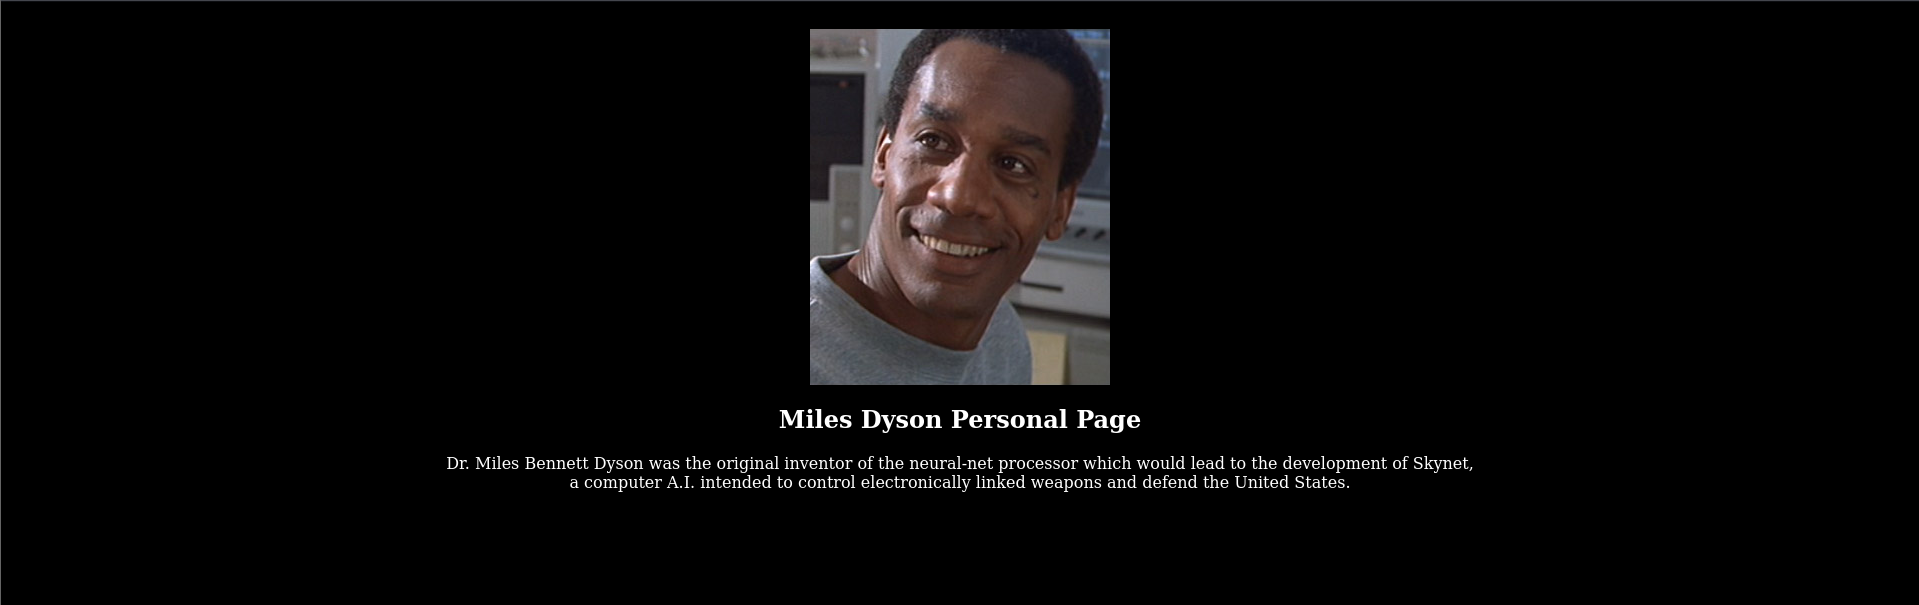 Miles Dyson Personal Page
Dr. Miles Bennett Dyson was the original inventor of the neural-net processor which would lead to the development of Skynet,
a computer A.I. intended to control electronically linked weapons and defend the United States.